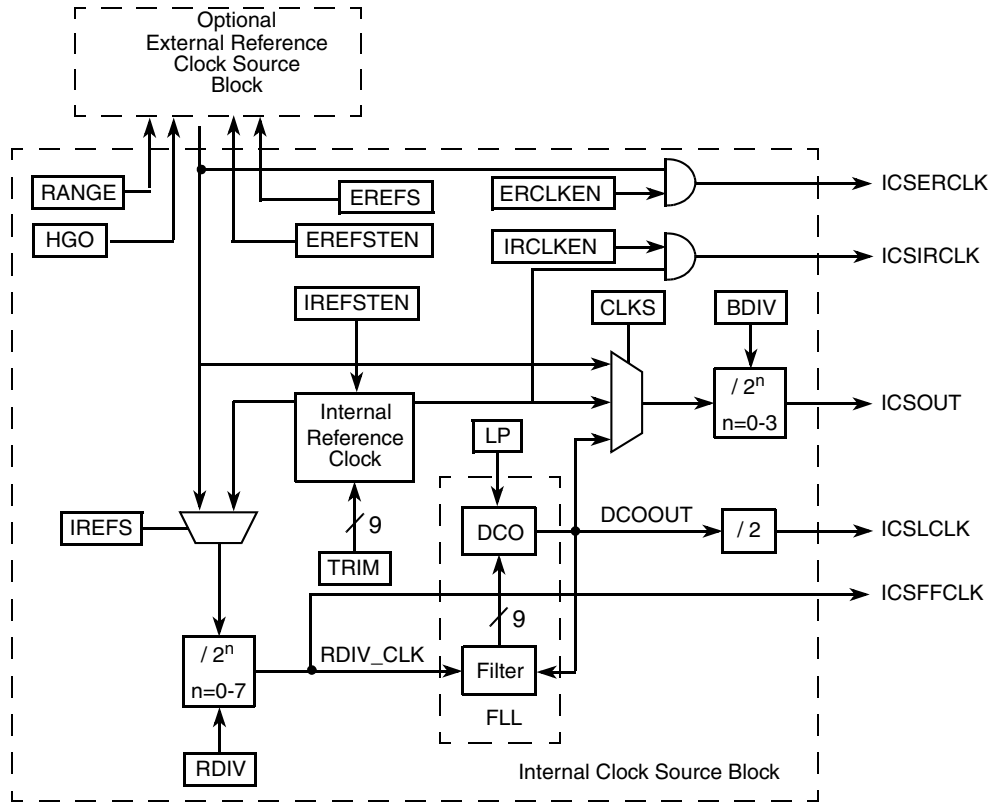 Optional
External Reference
Clock Source
Block
RANGE
HGO
EREFS
EREFSTEN
ERCLKEN
IRCLKEN
ICSERCLK
ICSIRCLK
IREFSTEN
CLKS
BDIV
Internal
Reference
Clock
/ 2ⁿ
n=0-3
ICSOUT
LP
IREFS
9
TRIM
DCO
DCOOUT
/ 2
ICSLCLK
ICSFFCLK
9
/ 2ⁿ
n=0-7
RDIV_CLK
Filter
FLL
RDIV
Internal Clock Source Block